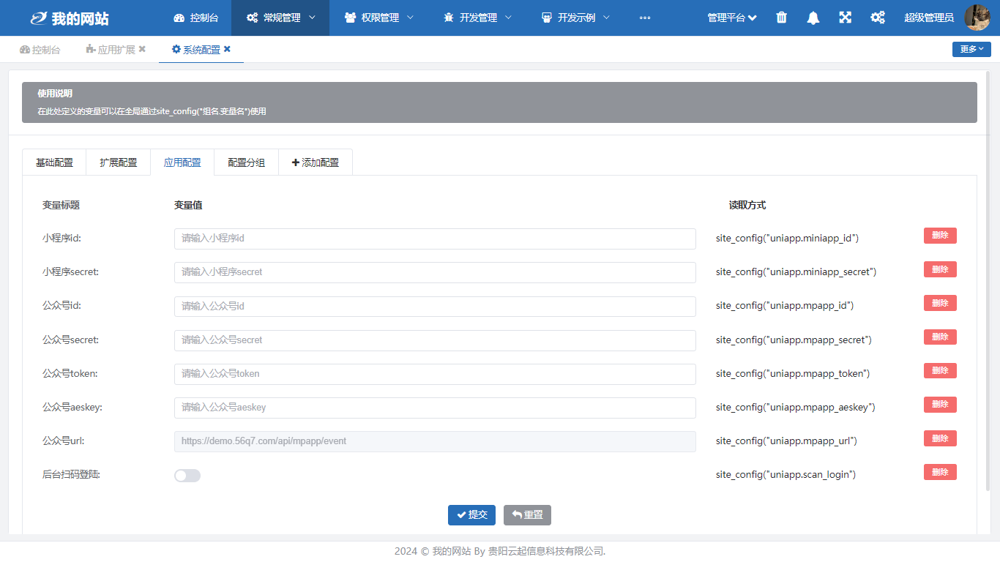 我的网站 控制台 常规管理 权限管理 开发管理 开发示例 管理平台 超级管理员
控制台 应用扩展 系统配置 更多
使用说明
在此处定义的变量可以在全局通过site_config("组名.变量名")使用
基础配置 扩展配置 应用配置 配置分组 添加配置
变量标题 变量值 读取方式
小程序id: 请输入小程序id site_config("uniapp.miniapp_id") 删除
小程序secret: 请输入小程序secret site_config("uniapp.miniapp_secret") 删除
公众号id: 请输入公众号id site_config("uniapp.mpapp_id") 删除
公众号secret: 请输入公众号secret site_config("uniapp.mpapp_secret") 删除
公众号token: 请输入公众号token site_config("uniapp.mpapp_token") 删除
公众号aeskey: 请输入公众号aeskey site_config("uniapp.mpapp_aeskey") 删除
公众号url: https://demo.56q7.com/api/mpapp/event site_config("uniapp.mpapp_url") 删除
后台扫码登陆: site_config("uniapp.scan_login") 删除
提交 重置
2024 © 我的网站 By 贵阳云起信息科技有限公司.